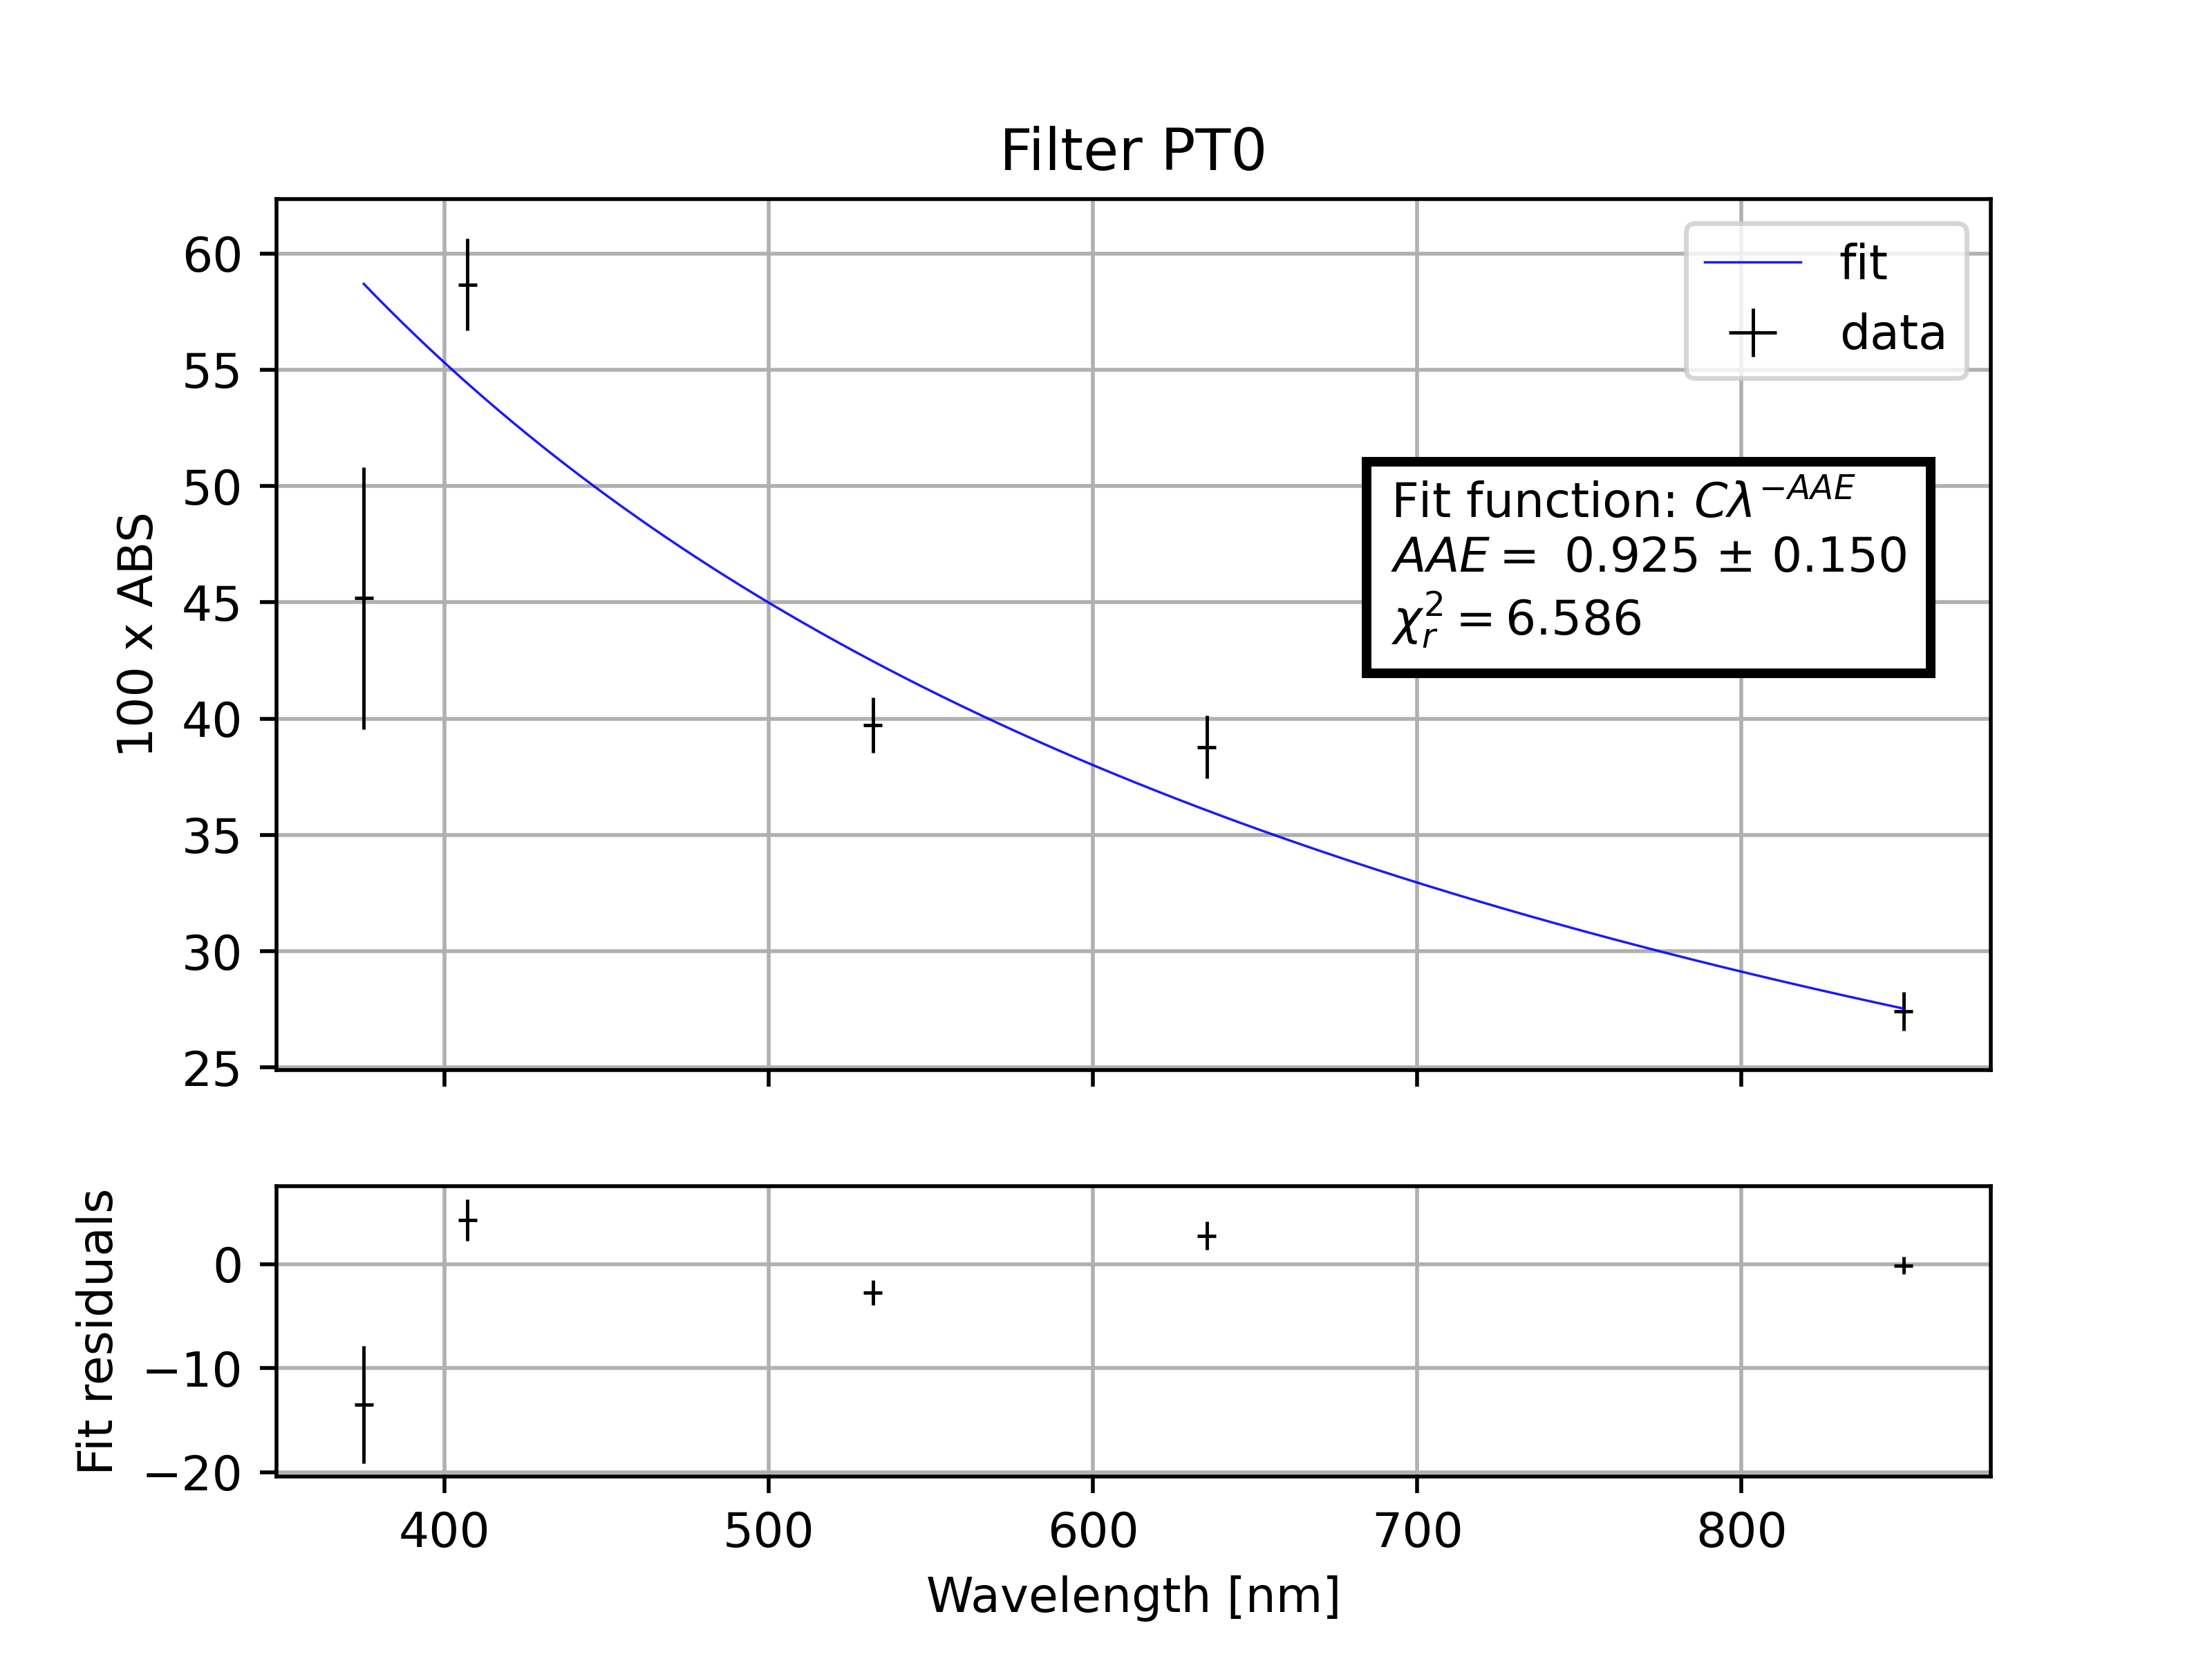 Filter PT0
100 x ABS
60
55
50
45
40
35
30
25
fit
data
Fit function: Cλ^−AAE
AAE = 0.925 ± 0.150
χ²ᵣ = 6.586
Fit residuals
0
−10
−20
400 500 600 700 800
Wavelength [nm]